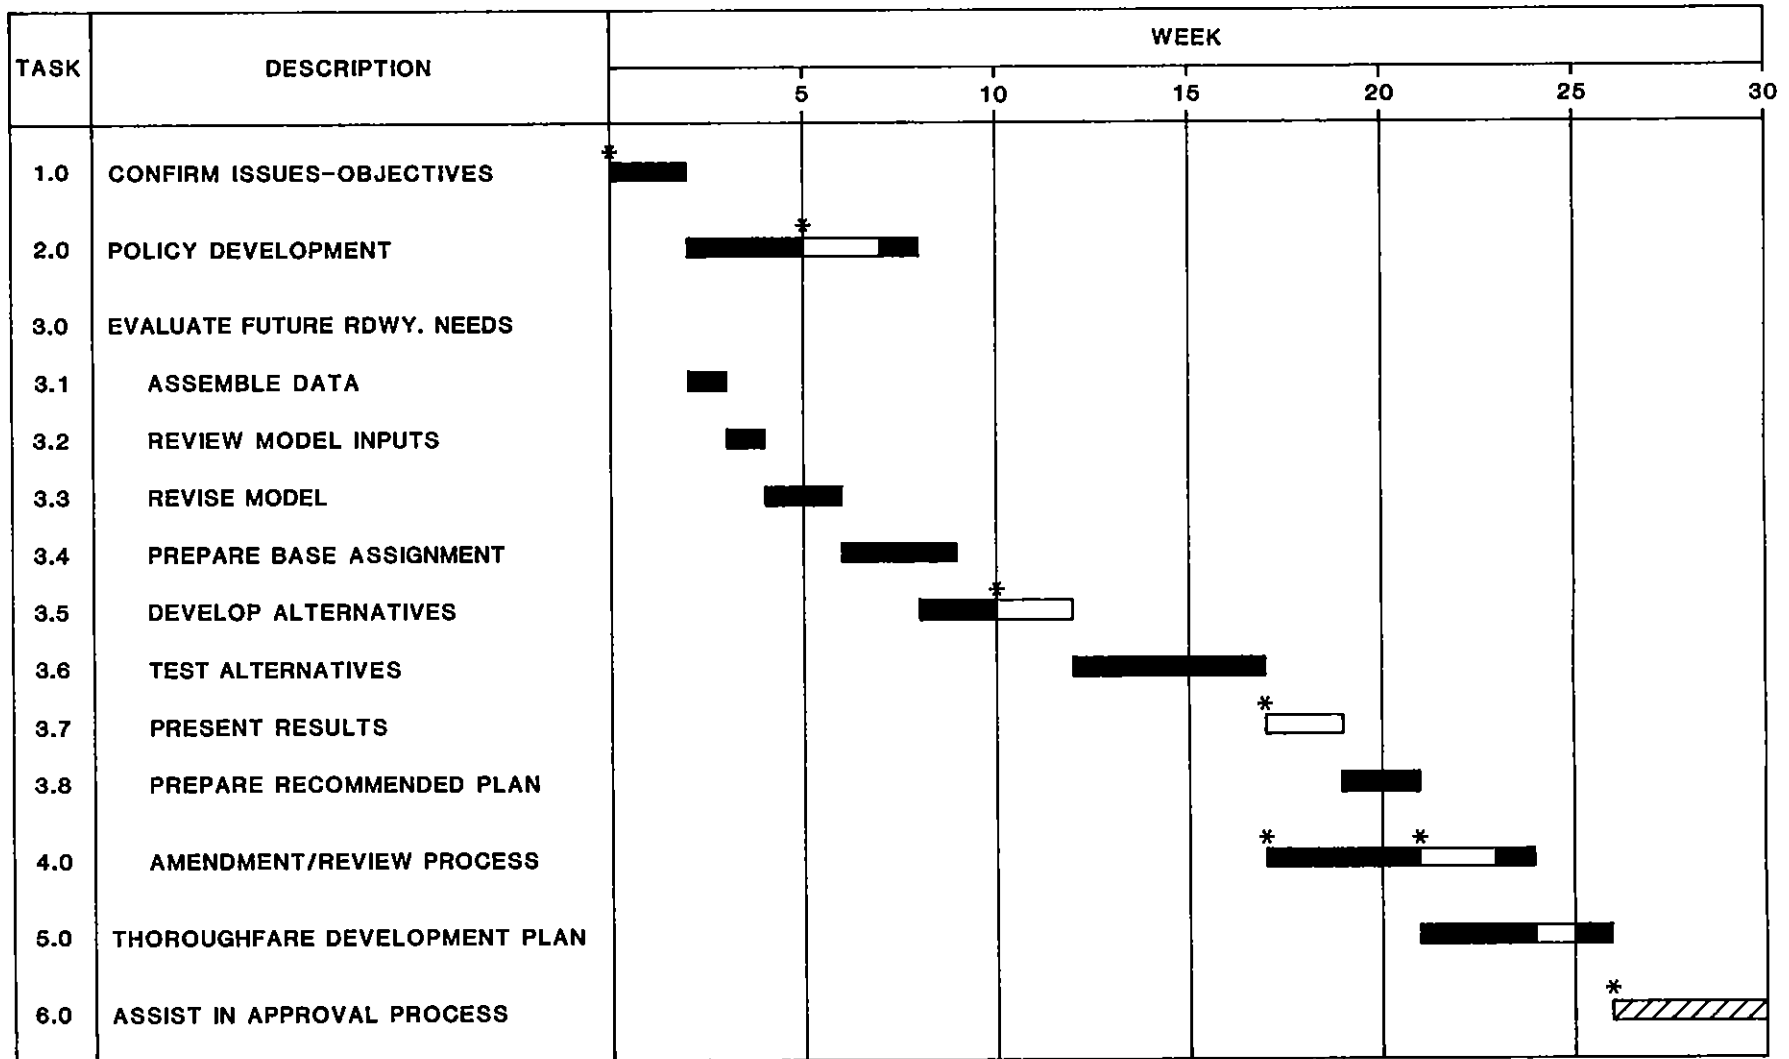 WEEK
TASK DESCRIPTION
5 10 15 20 25 30
*
1.0 CONFIRM ISSUES-OBJECTIVES
*
2.0 POLICY DEVELOPMENT
3.0 EVALUATE FUTURE RDWY. NEEDS
3.1 ASSEMBLE DATA
3.2 REVIEW MODEL INPUTS
3.3 REVISE MODEL
3.4 PREPARE BASE ASSIGNMENT
*
3.5 DEVELOP ALTERNATIVES
3.6 TEST ALTERNATIVES
*
3.7 PRESENT RESULTS
3.8 PREPARE RECOMMENDED PLAN
* *
4.0 AMENDMENT/REVIEW PROCESS
5.0 THOROUGHFARE DEVELOPMENT PLAN
*
6.0 ASSIST IN APPROVAL PROCESS